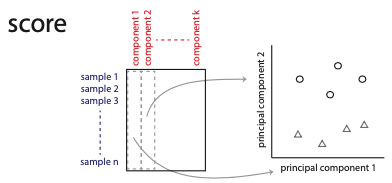 score
component 1
component 2
component k
sample 1
sample 2
sample 3
sample n
principal component 2
principal component 1